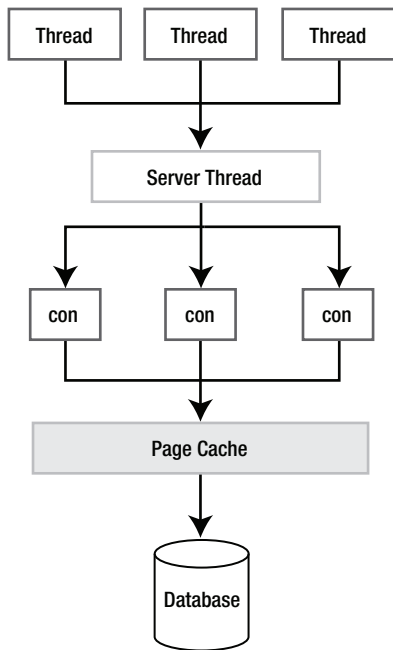 Thread
Thread
Thread
Server Thread
con
con
con
Page Cache
Database